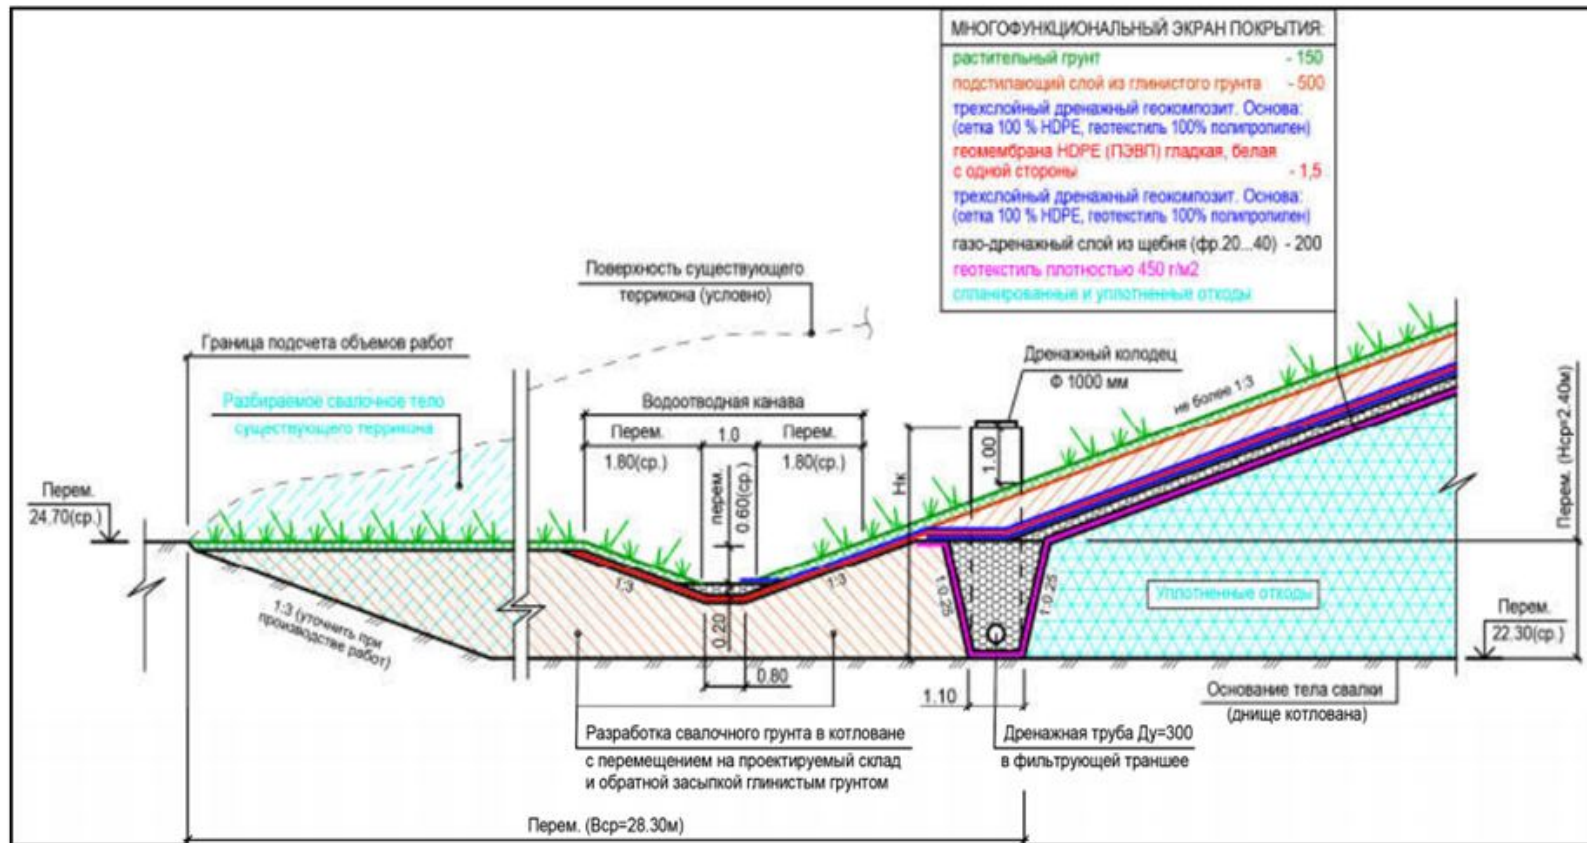 МНОГОФУНКЦИОНАЛЬНЫЙ ЭКРАН ПОКРЫТИЯ:
растительный грунт - 150
подстилающий слой из глинистого грунта - 500
трехслойный дренажный геокомпозит. Основа:
(сетка 100 % HDPE, геотекстиль 100% полипропилен)
геомембрана HDPE (ПЭВП) гладкая, белая
с одной стороны - 1,5
трехслойный дренажный геокомпозит. Основа:
(сетка 100 % HDPE, геотекстиль 100% полипропилен)
газо-дренажный слой из щебня (фр.20...40) - 200
геотекстиль плотностью 450 г/м2
спланированные и уплотненные отходы
Поверхность существующего
террикона (условно)
Граница подсчета объемов работ
Дренажный колодец
Ф 1000 мм
не более 1:3
Разбираемое свалочное тело
существующего террикона
Водоотводная канава
Перем.
1.0
Перем.
1.80(ср.)
1.80(ср.)
перем.
0.60(ср.)
Нк
1.00
Перем. (Нср=2.40м)
Перем.
24.70(ср.)
1:3
1:3
1:0.25
1:0.25
Уплотненные отходы
Перем.
22.30(ср.)
1:3 (уточнить при
производстве работ)
0.20
0.80
1.10
Основание тела свалки
(днище котлована)
Разработка свалочного грунта в котловане
с перемещением на проектируемый склад
и обратной засыпкой глинистым грунтом
Дренажная труба Ду=300
в фильтрующей траншее
Перем. (Вср=28.30м)